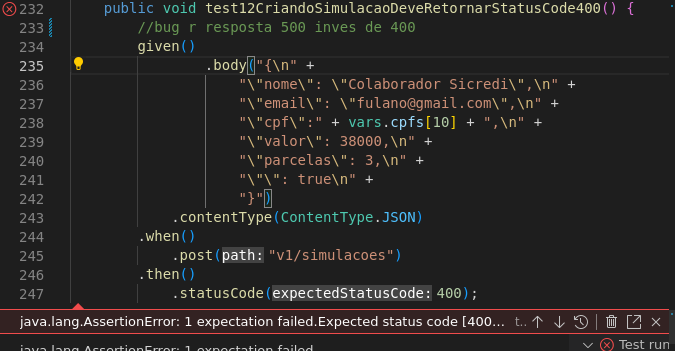 232 public void test12CriandoSimulacaoDeveRetornarStatusCode400() {
233 //bug r resposta 500 inves de 400
234 given()
235 .body("{\n" +
236 "\"nome\": \"Colaborador Sicredi\",\n" +
237 "\"email\": \"fulano@gmail.com\",\n" +
238 "\"cpf\":" + vars.cpfs[10] + ",\n" +
239 "\"valor\": 38000,\n" +
240 "\"parcelas\": 3,\n" +
241 "\"\": true\n" +
242 "}")
243 .contentType(ContentType.JSON)
244 .when()
245 .post(path: "v1/simulacoes")
246 .then()
247 .statusCode(expectedStatusCode: 400);
java.lang.AssertionError: 1 expectation failed.Expected status code [400... t...
java.lang.AssertionError: 1 expectation failed. Test run